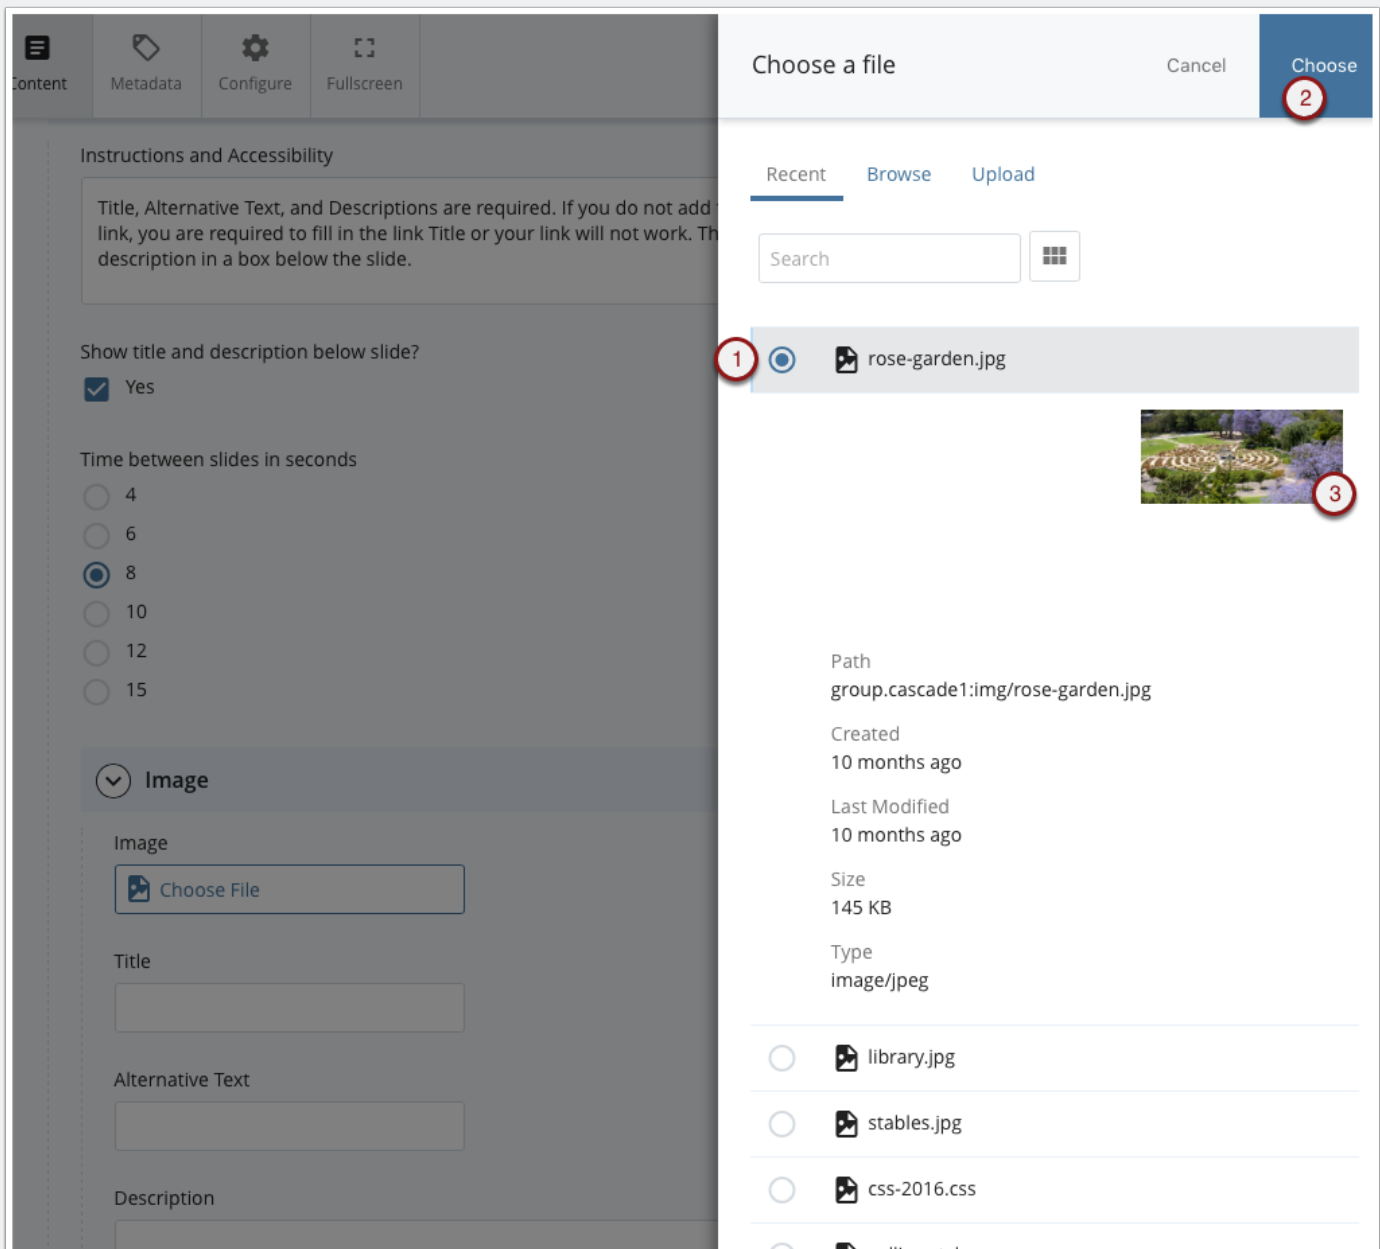 Content
Metadata
Configure
Fullscreen
Instructions and Accessibility
Title, Alternative Text, and Descriptions are required. If you do not add
link, you are required to fill in the link Title or your link will not work.
description in a box below the slide.
Show title and description below slide?
Yes
Time between slides in seconds
4
6
8
10
12
15
Image
Image
Choose File
Title
Alternative Text
Description
Choose a file
Cancel
Choose
2
Recent
Browse
Upload
Search
1
rose-garden.jpg
3
Path
group.cascade1:img/rose-garden.jpg
Created
10 months ago
Last Modified
10 months ago
Size
145 KB
Type
image/jpeg
library.jpg
stables.jpg
css-2016.css